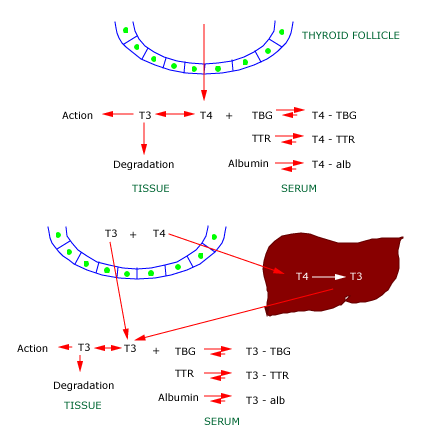 THYROID FOLLICLE
Action T3 T4 + TBG T4 - TBG
TTR T4 - TTR
Albumin T4 - alb
Degradation
TISSUE SERUM
T3 + T4
T4 T3
Action T3 T3 + TBG T3 - TBG
TTR T3 - TTR
Degradation
Albumin T3 - alb
TISSUE
SERUM